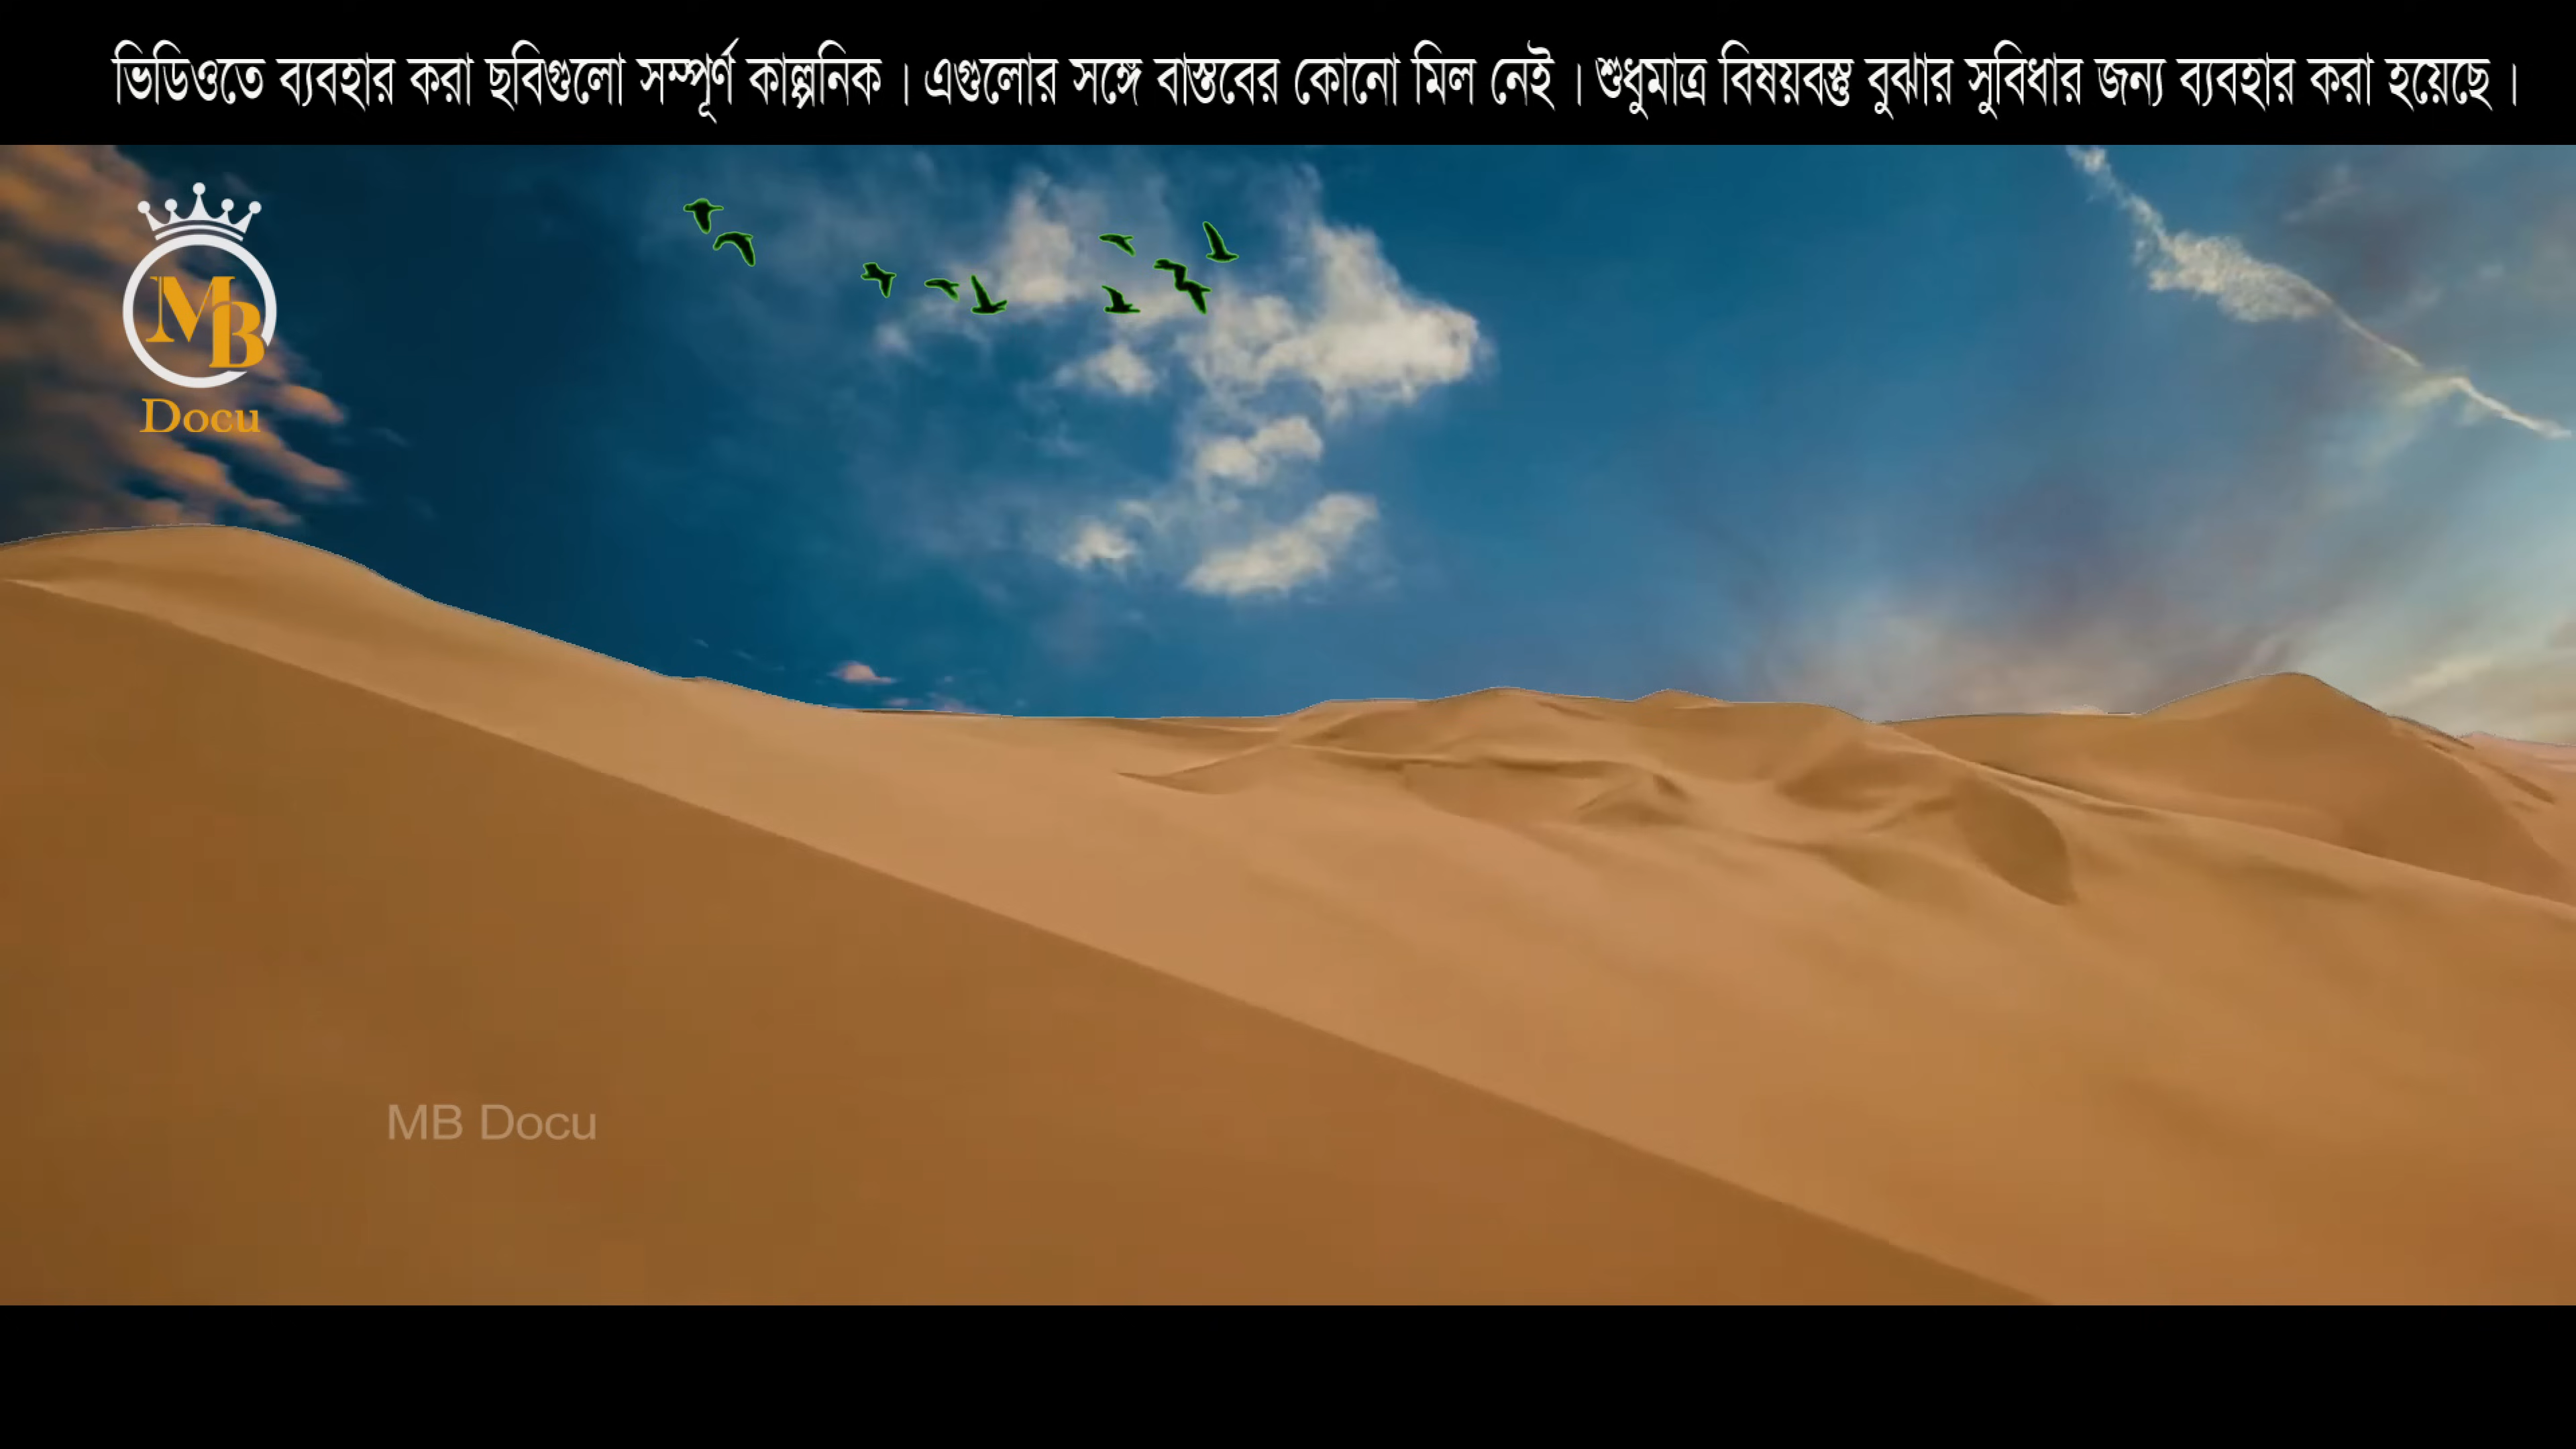 ভিডিওতে ব্যবহার করা ছবিগুলো সম্পূর্ণ কাল্পনিক। এগুলোর সঙ্গে বাস্তবের কোনো মিল নেই। শুধুমাত্র বিষয়বস্তু বুঝার সুবিধার জন্য ব্যবহার করা হয়েছে।
MB
Docu
MB Docu